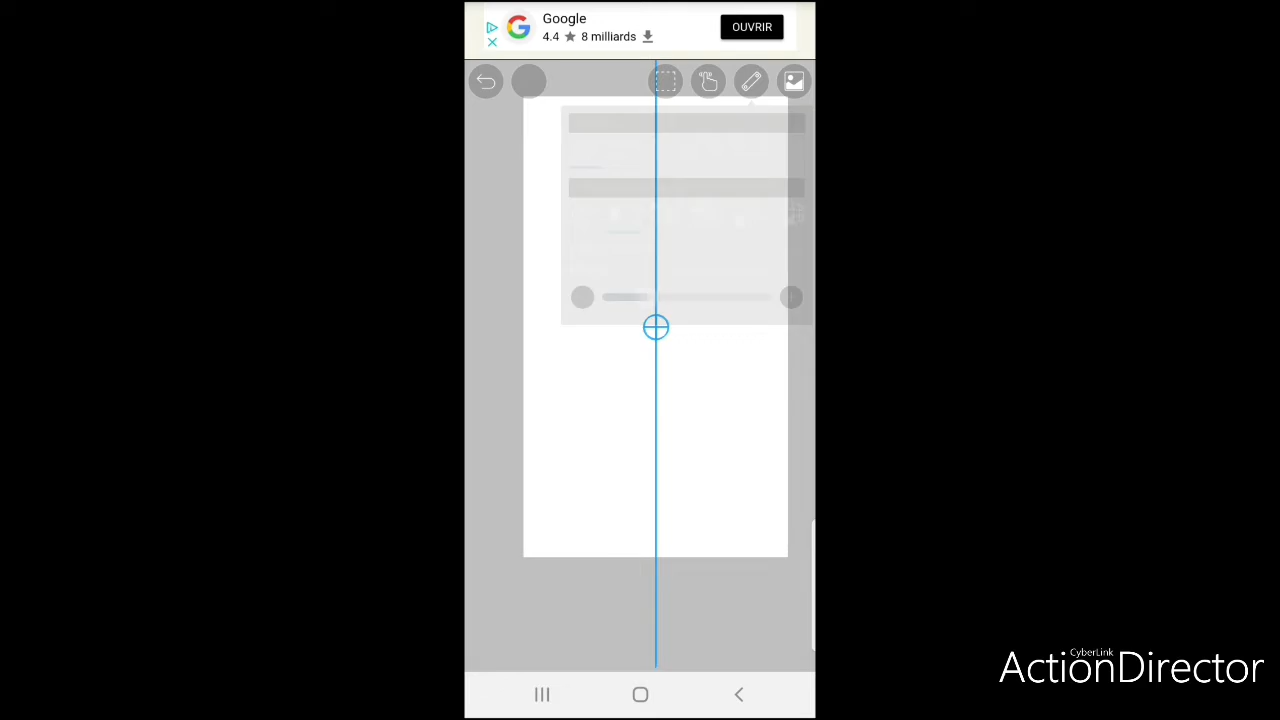 Google
4.4 ★ 8 milliards
OUVRIR
CyberLink
ActionDirector